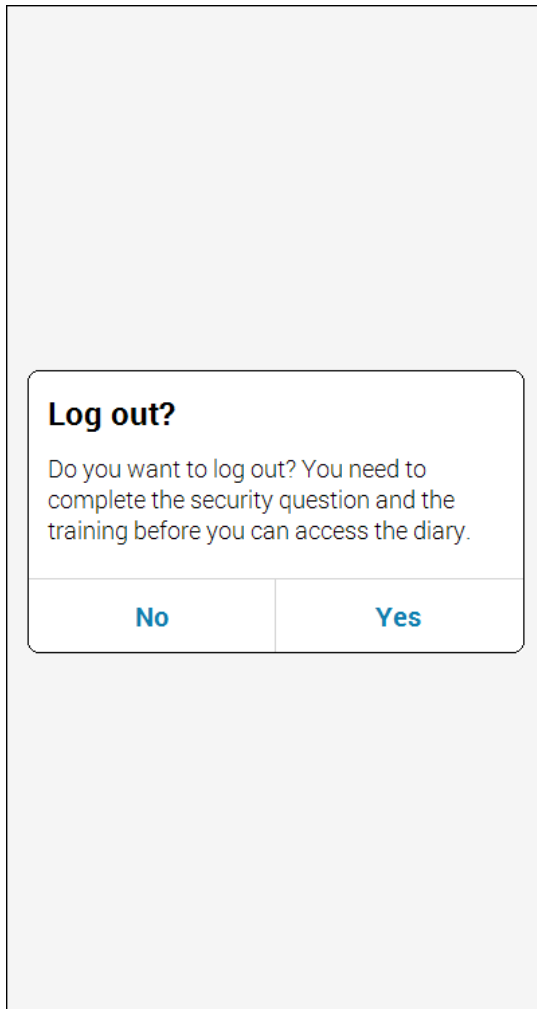 Log out?
Do you want to log out? You need to
complete the security question and the
training before you can access the diary.
No
Yes